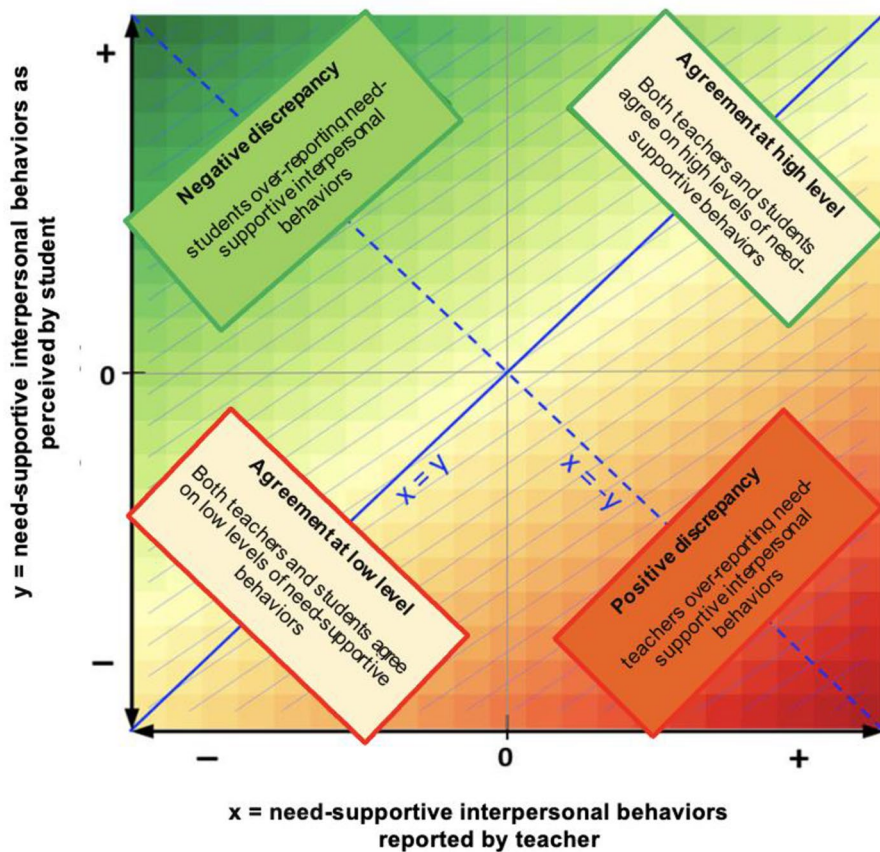 y = need-supportive interpersonal behaviors as
perceived by student
+
0
–
Negative discrepancy
students over-reporting need-
supportive interpersonal
behaviors
Agreement at high level
Both teachers and students
agree on high levels of need-
supportive behaviors
Agreement at low level
Both teachers and students agree
on low levels of need-supportive
behaviors
x = y
x = y
Positive discrepancy
teachers over-reporting need-
supportive interpersonal
behaviors
–
0
+
x = need-supportive interpersonal behaviors
reported by teacher